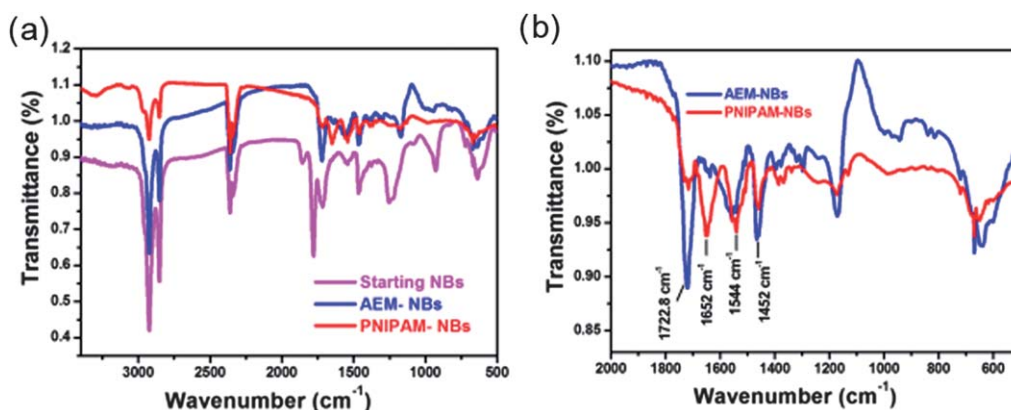 (a)
Transmittance (%)
1.2
1.1
1.0
0.9
0.8
0.7
0.6
0.5
0.4
Starting NBs
AEM- NBs
PNIPAM- NBs
3000 2500 2000 1500 1000 500
Wavenumber (cm-1)
(b)
Transmittance (%)
1.10
1.05
1.00
0.95
0.90
0.85
AEM-NBs
PNIPAM-NBs
1722.8 cm-1
1652 cm-1
1544 cm-1
1452 cm-1
2000 1800 1600 1400 1200 1000 800 600
Wavenumber (cm-1)